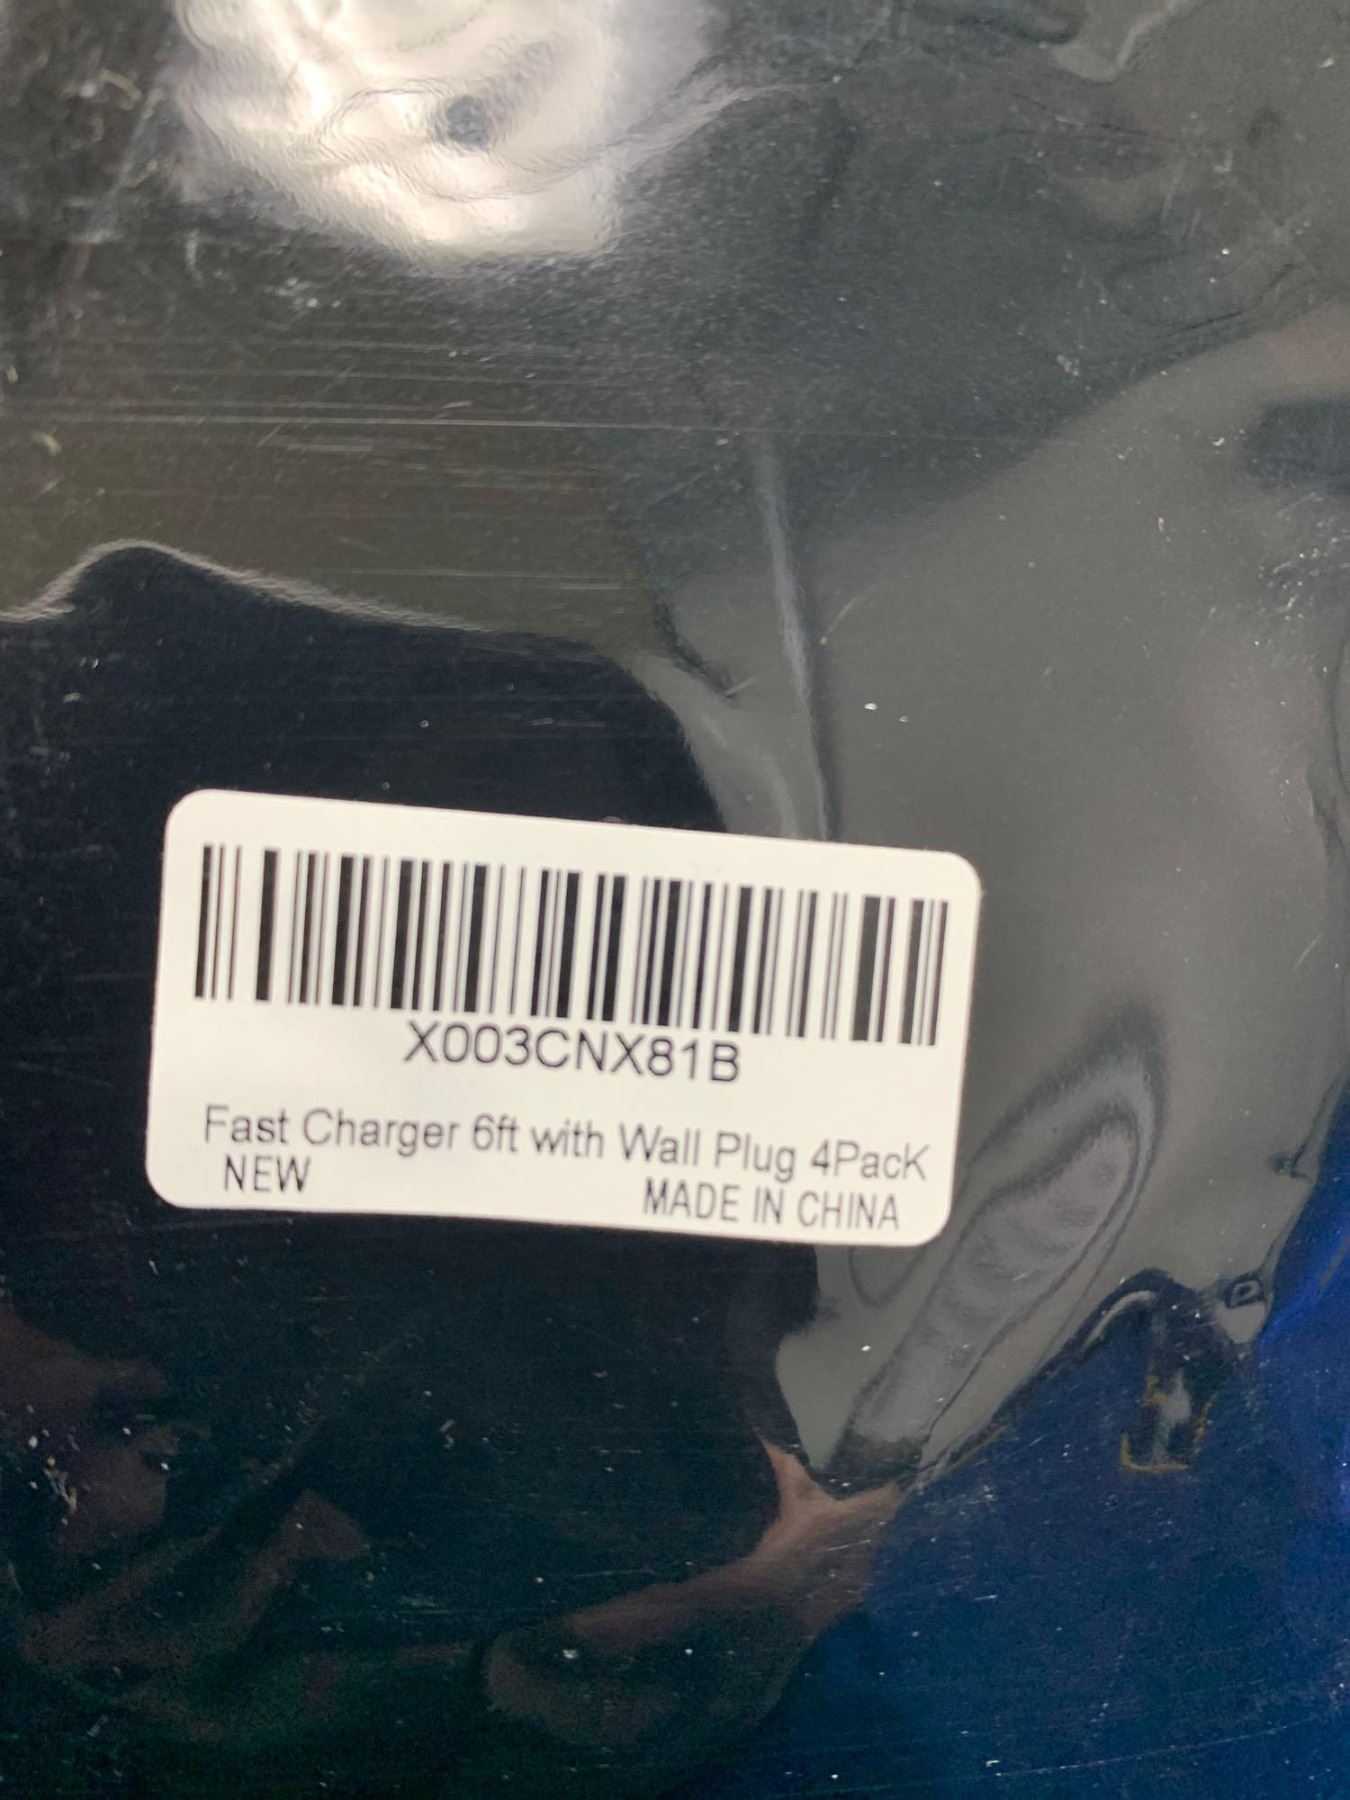 X003CNX81B
Fast Charger 6ft with Wall Plug 4PacK
NEW MADE IN CHINA